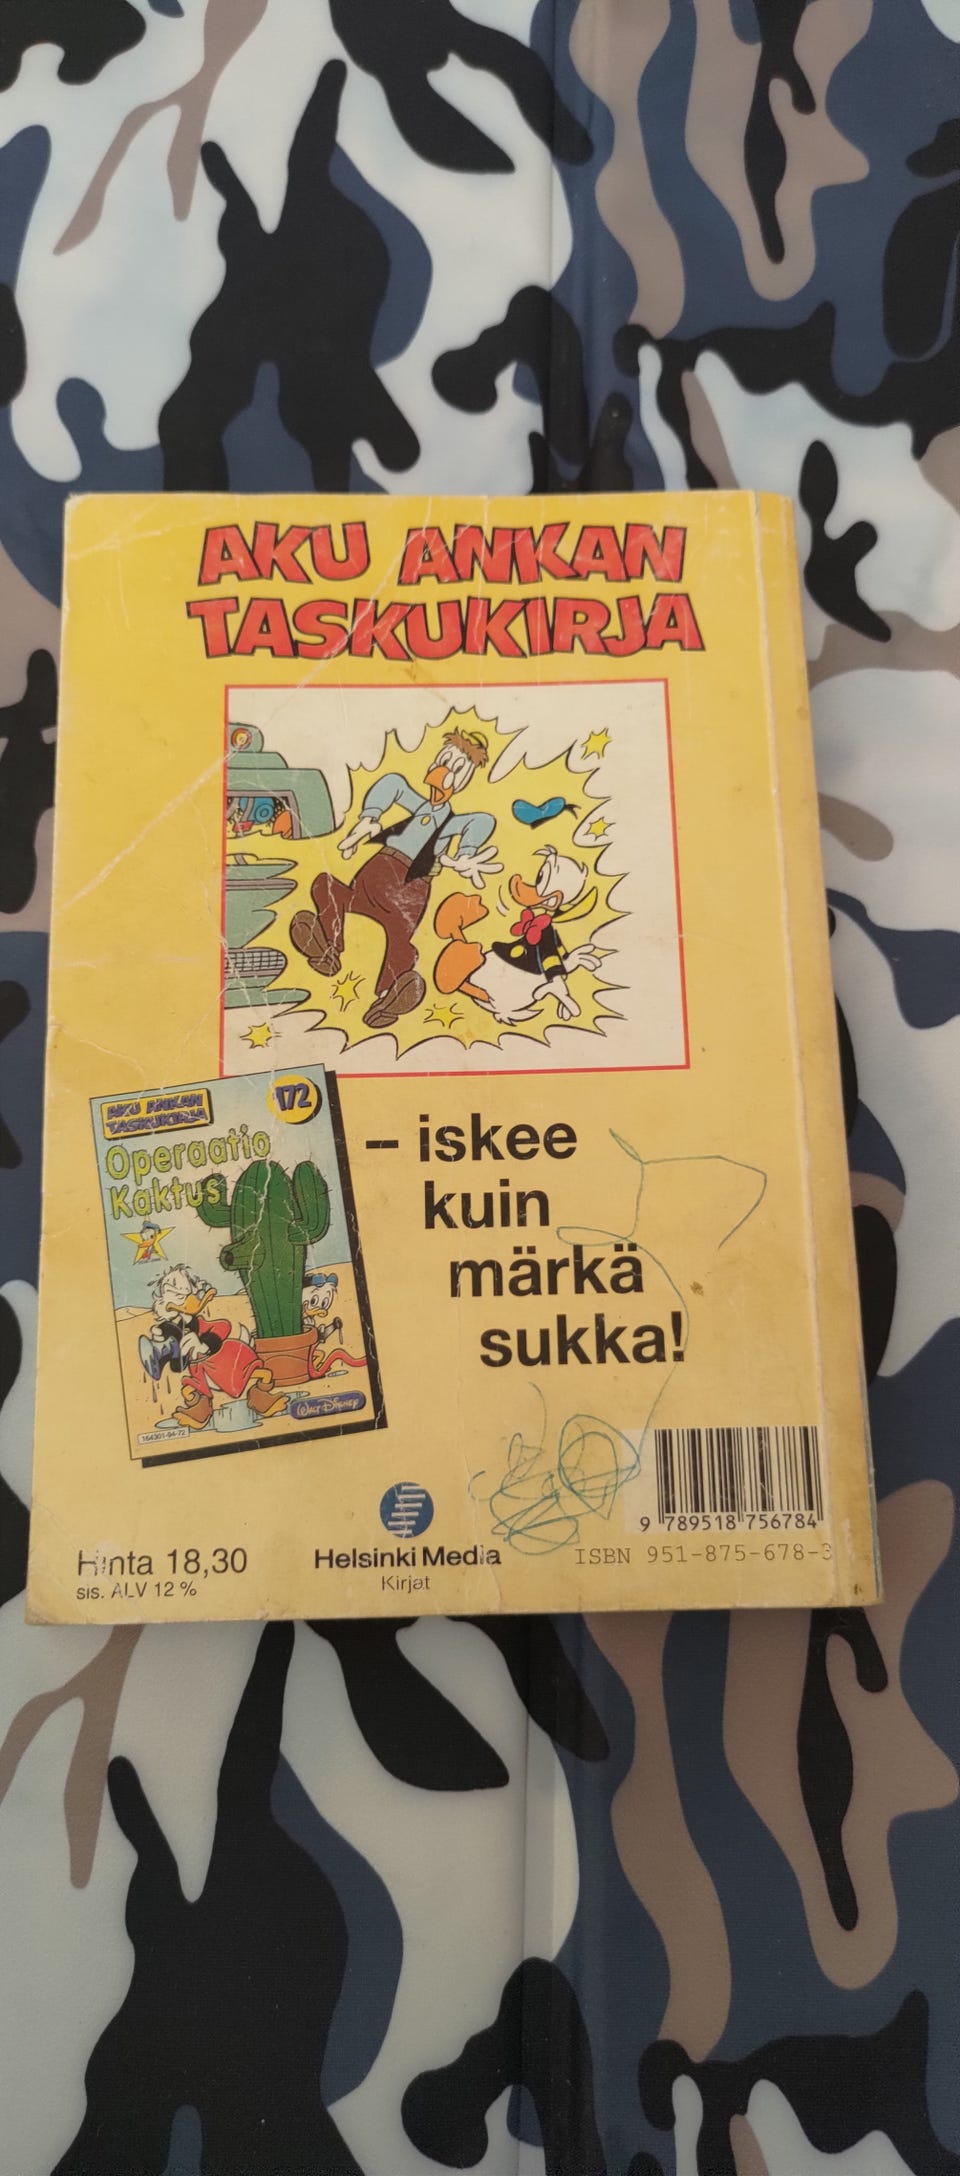 AKU ANKAN
TASKUKIRJA
AKU ANKAN
TASKUKIRJA
172
Operaatio
Kaktus
WALT DISNEY
164301-94-72
– iskee
kuin
märkä
sukka!
Hinta 18,30
sis. ALV 12 %
Helsinki Media
Kirjat
9 789518 756784
ISBN 951-875-678-3